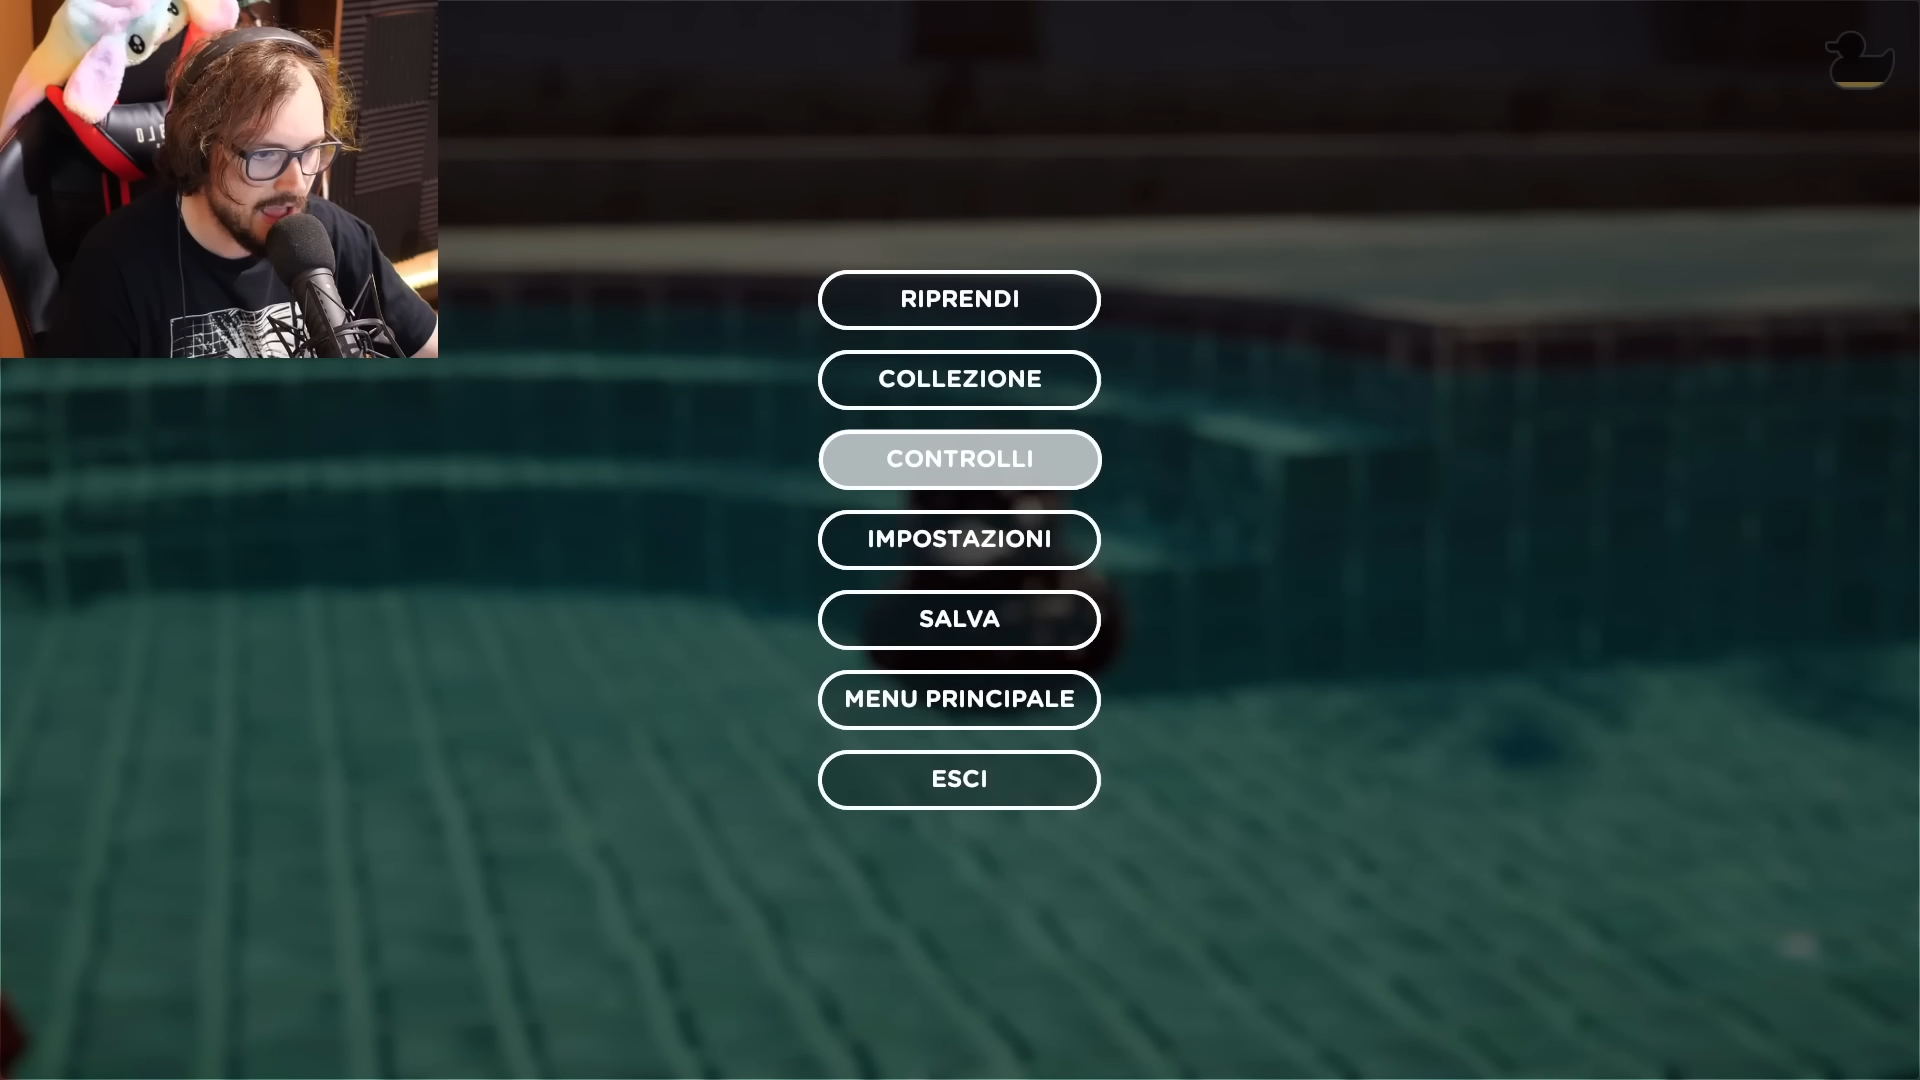 RIPRENDI
COLLEZIONE
CONTROLLI
IMPOSTAZIONI
SALVA
MENU PRINCIPALE
ESCI